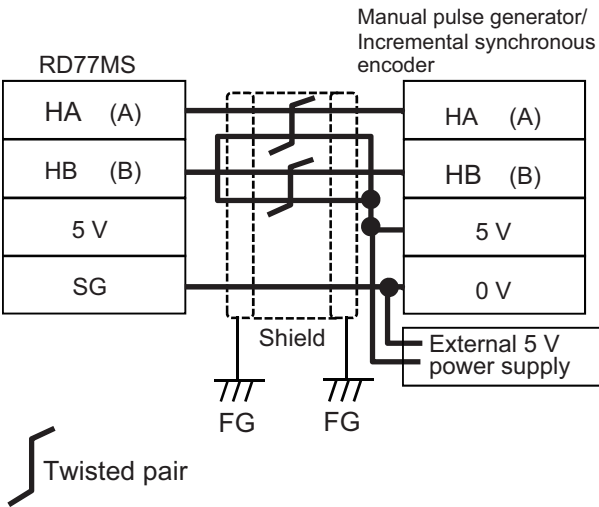 Manual pulse generator/
Incremental synchronous
encoder
RD77MS
HA (A)
HA (A)
HB (B)
HB (B)
5 V
5 V
SG
0 V
Shield
External 5 V
power supply
FG
FG
Twisted pair